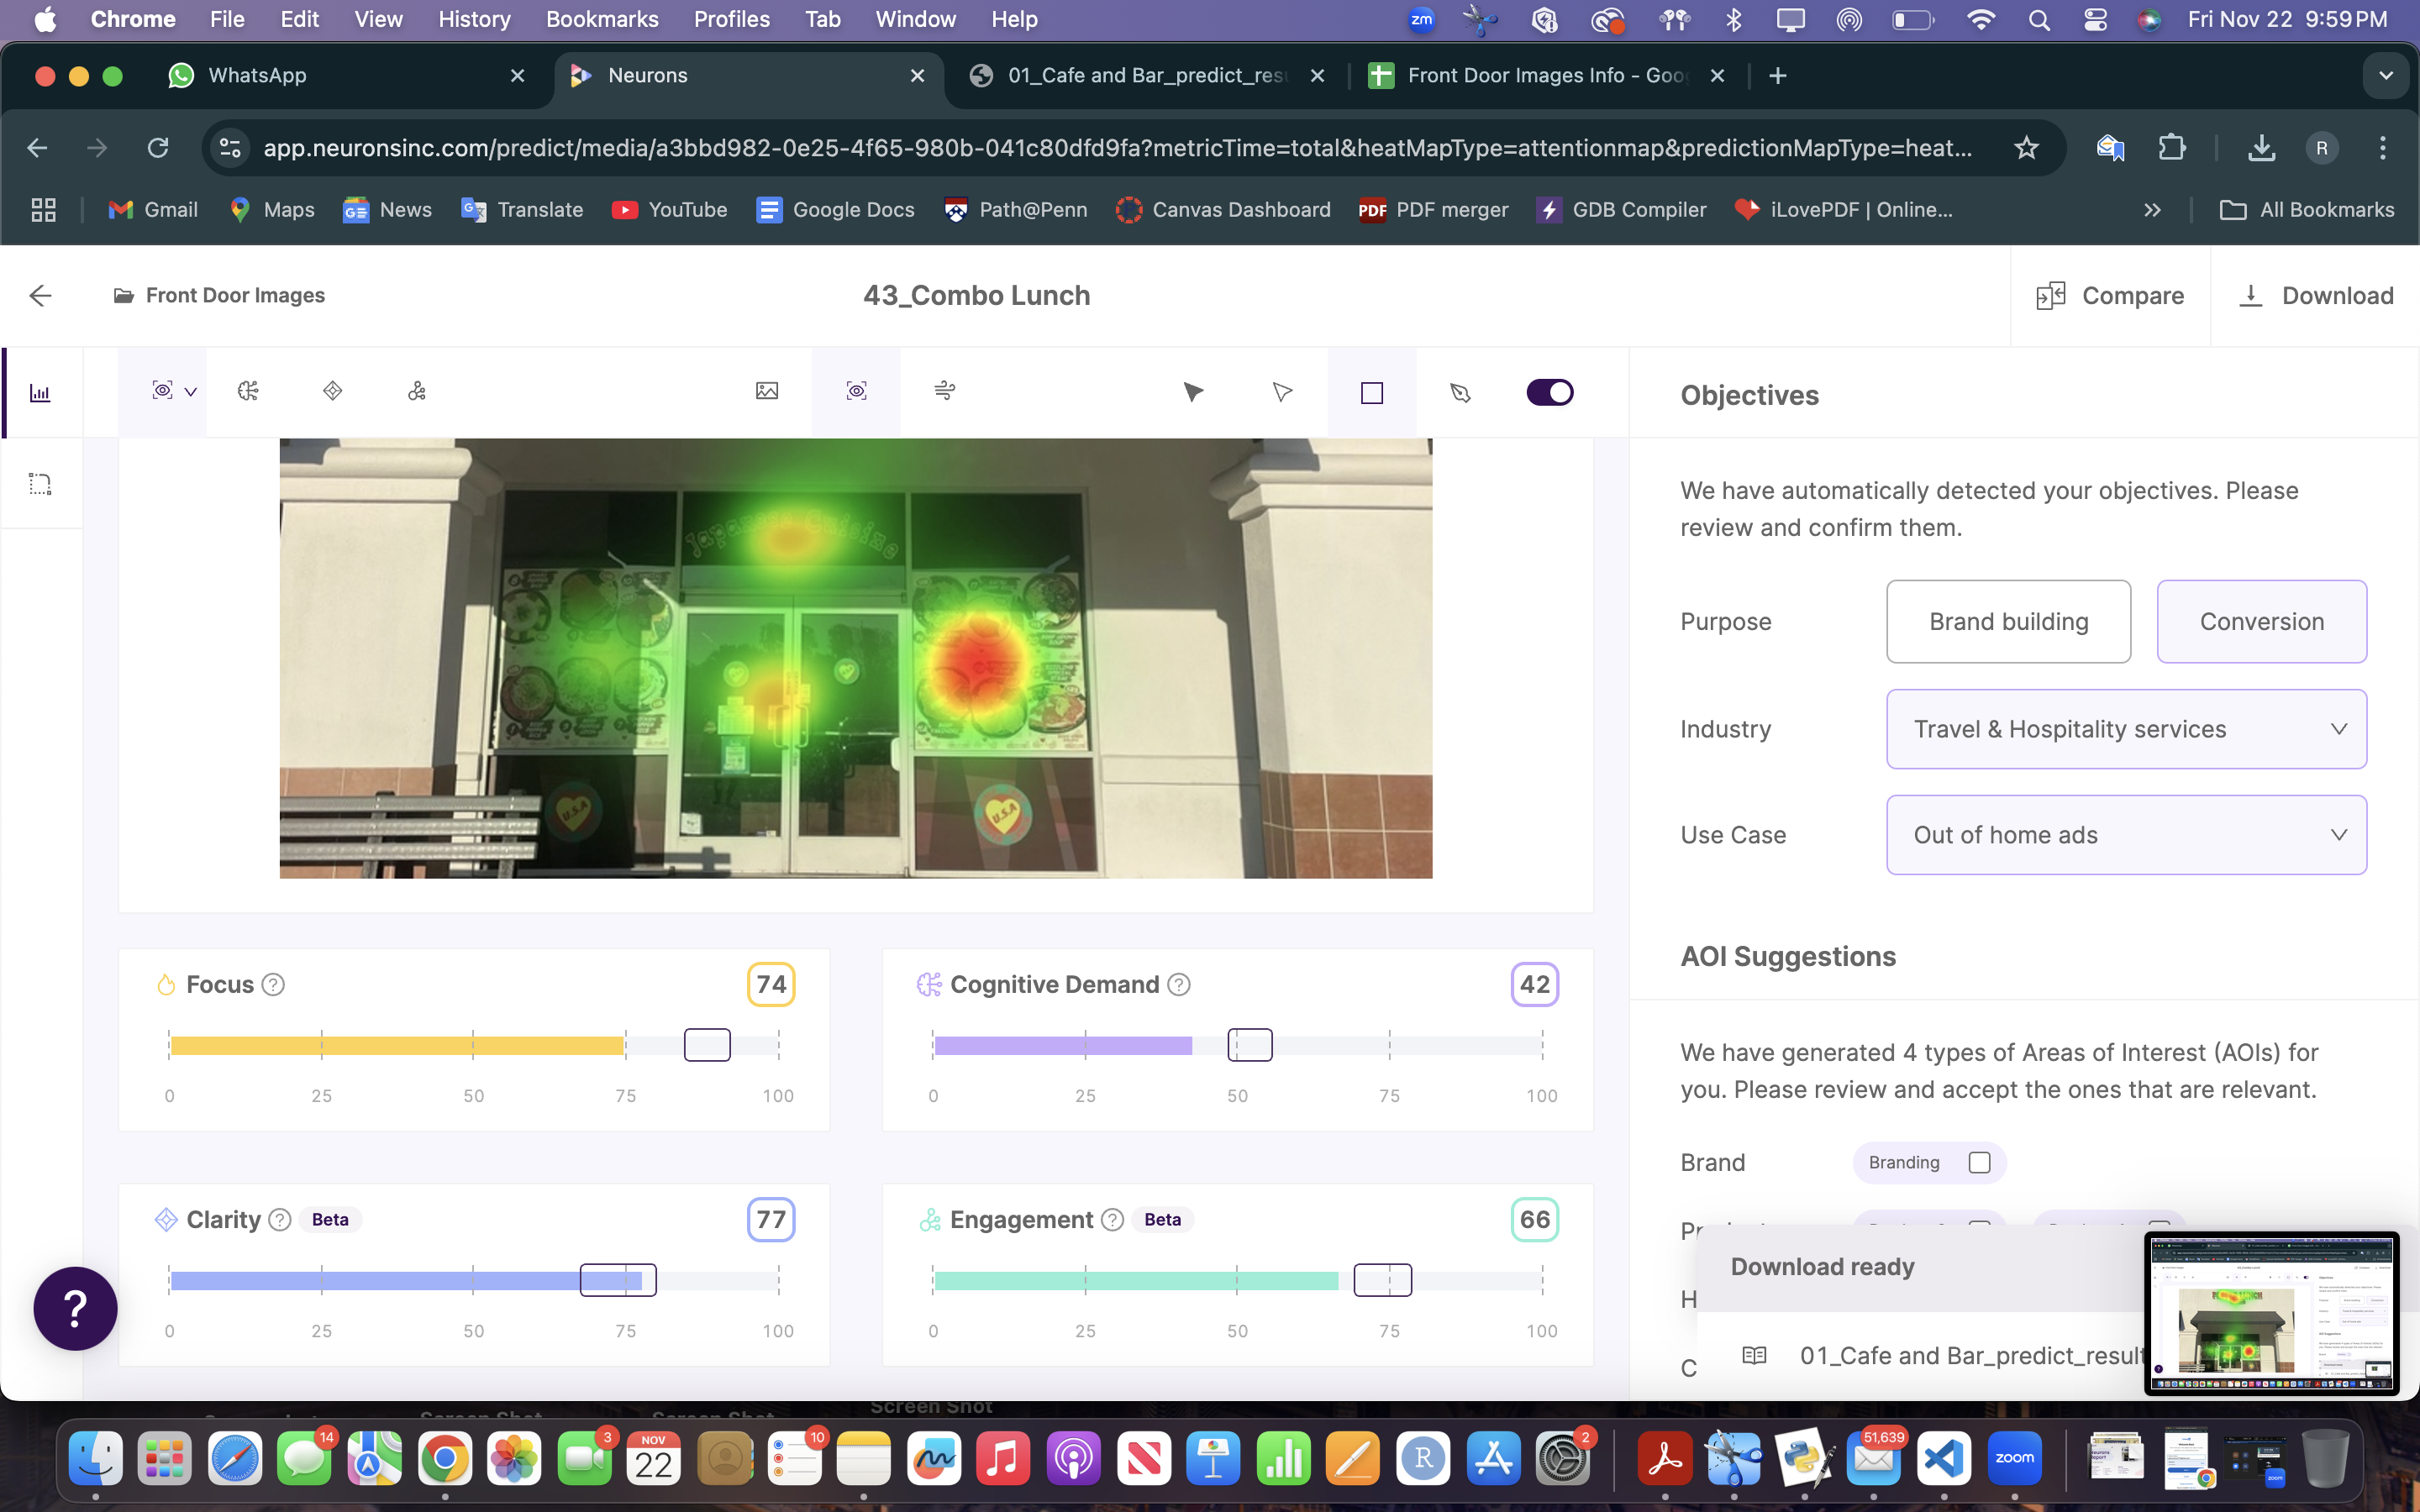 Chrome File Edit View History Bookmarks Profiles Tab Window Help
zm
Fri Nov 22 9:59 PM
WhatsApp
Neurons
01_Cafe and Bar_predict_resu
Front Door Images Info - Goo
app.neuronsinc.com/predict/media/a3bbd982-0e25-4f65-980b-041c80dfd9fa?metricTime=total&heatMapType=attentionmap&predictionMapType=heat...
R
Gmail Maps News Translate YouTube Google Docs Path@Penn Canvas Dashboard PDF PDF merger GDB Compiler iLovePDF | Online... All Bookmarks
Front Door Images
43_Combo Lunch
Compare
Download
Japanese Cuisine
U.S.A
U.S.A
Objectives
We have automatically detected your objectives. Please
review and confirm them.
Purpose
Brand building
Conversion
Industry
Travel & Hospitality services
Use Case
Out of home ads
AOI Suggestions
We have generated 4 types of Areas of Interest (AOIs) for
you. Please review and accept the ones that are relevant.
Brand
Branding
Focus
74
0 25 50 75 100
Cognitive Demand
42
0 25 50 75 100
Clarity
Beta
77
0 25 50 75 100
Engagement
Beta
66
0 25 50 75 100
?
Download ready
H
C
01_Cafe and Bar_predict_result
Screen Shot
14
3
NOV
22
10
2
51,639
R
zoom